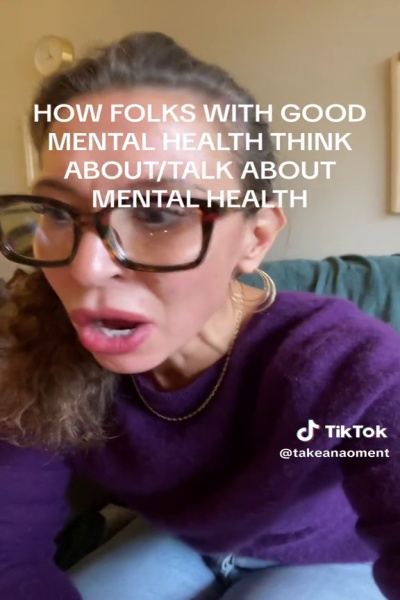 HOW FOLKS WITH GOOD
MENTAL HEALTH THINK
ABOUT/TALK ABOUT
MENTAL HEALTH
TikTok
@takeanaoment